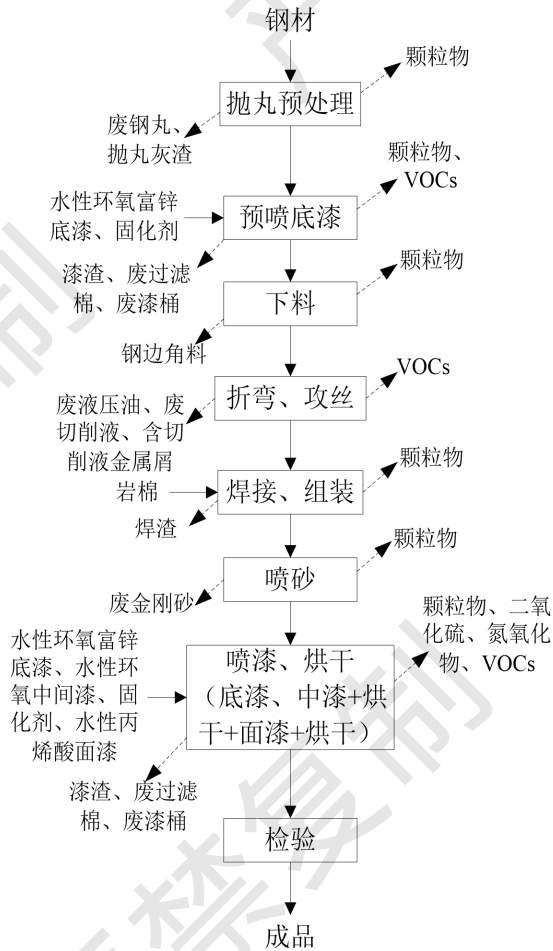 钢材
颗粒物
抛丸预处理
废钢丸、
抛丸灰渣
颗粒物、
VOCs
水性环氧富锌
底漆、固化剂
预喷底漆
漆渣、废过滤
棉、废漆桶
颗粒物
下料
钢边角料
VOCs
折弯、攻丝
废液压油、废
切削液、含切
削液金属屑
颗粒物
岩棉
焊接、组装
焊渣
颗粒物
喷砂
废金刚砂
颗粒物、二氧
化硫、氮氧化
物、VOCs
水性环氧富锌
底漆、水性环
氧中间漆、固
化剂、水性丙
烯酸面漆
喷漆、烘干
（底漆、中漆+烘
干+面漆+烘干）
漆渣、废过滤
棉、废漆桶
检验
成品
严禁复制